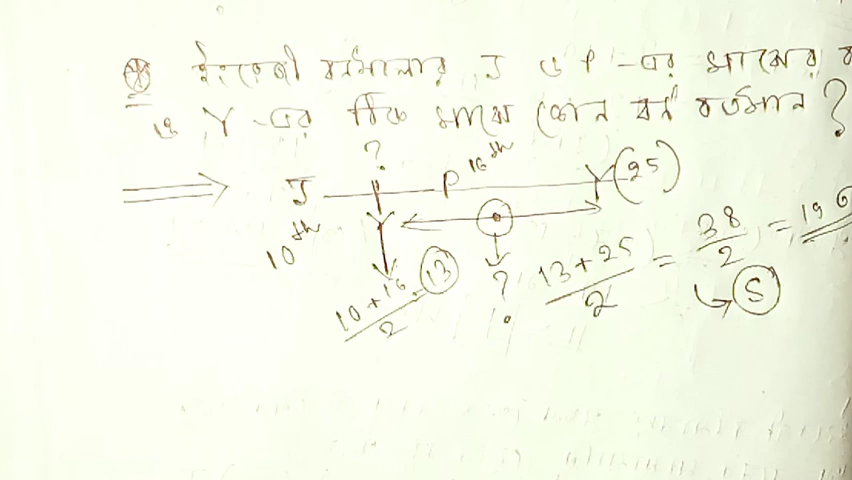 ইংরেজী বর্ণমালার J ও P -এর মাঝের
Y -এর ঠিক মাঝে কোন বর্ণ বর্তমান ?
?
J P 16th Y (25)
10th
10 + 16 / 2 = 13
?
13 + 25 / 2 = 38 / 2 = 19
S